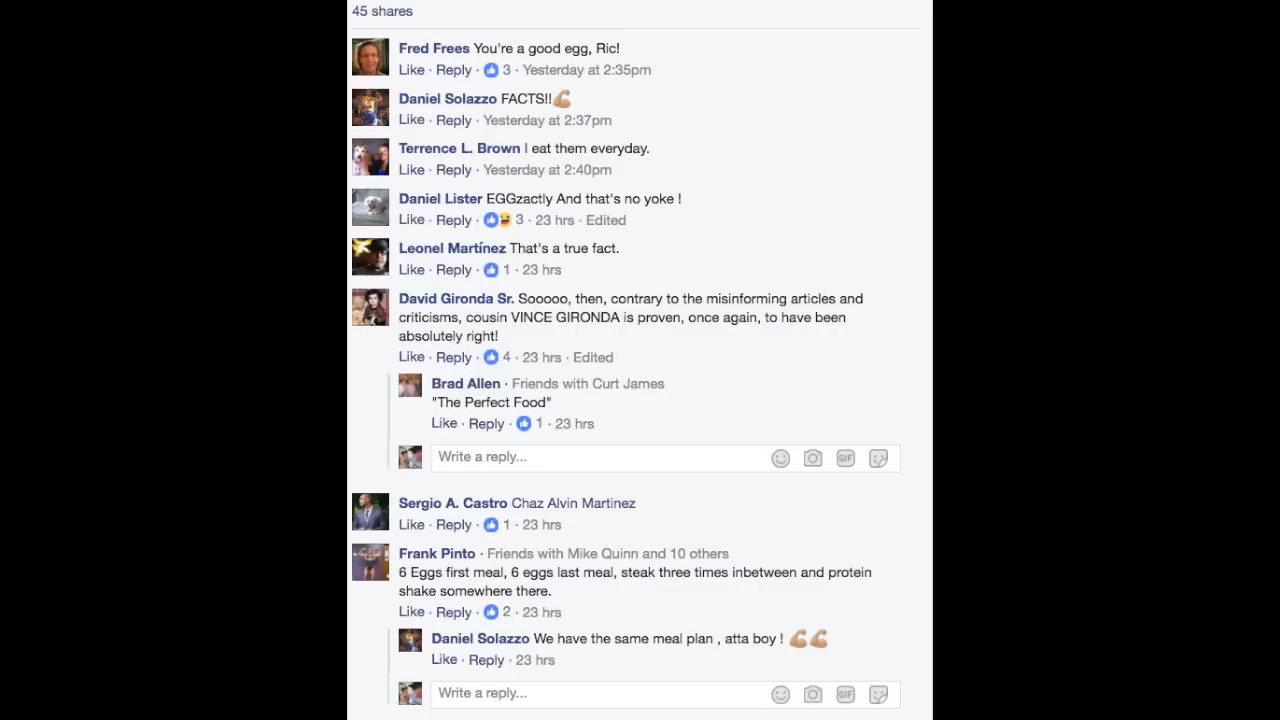 45 shares
Fred Frees You're a good egg, Ric!
Like · Reply · 3 · Yesterday at 2:35pm
Daniel Solazzo FACTS!!💪🏼
Like · Reply · Yesterday at 2:37pm
Terrence L. Brown I eat them everyday.
Like · Reply · Yesterday at 2:40pm
Daniel Lister EGGzactly And that's no yoke !
Like · Reply · 3 · 23 hrs · Edited
Leonel Martínez That's a true fact.
Like · Reply · 1 · 23 hrs
David Gironda Sr. Sooooo, then, contrary to the misinforming articles and
criticisms, cousin VINCE GIRONDA is proven, once again, to have been
absolutely right!
Like · Reply · 4 · 23 hrs · Edited
Brad Allen · Friends with Curt James
"The Perfect Food"
Like · Reply · 1 · 23 hrs
Write a reply...
GIF
Sergio A. Castro Chaz Alvin Martinez
Like · Reply · 1 · 23 hrs
Frank Pinto · Friends with Mike Quinn and 10 others
6 Eggs first meal, 6 eggs last meal, steak three times inbetween and protein
shake somewhere there.
Like · Reply · 2 · 23 hrs
Daniel Solazzo We have the same meal plan , atta boy ! 💪🏼💪🏼
Like · Reply · 23 hrs
Write a reply...
GIF